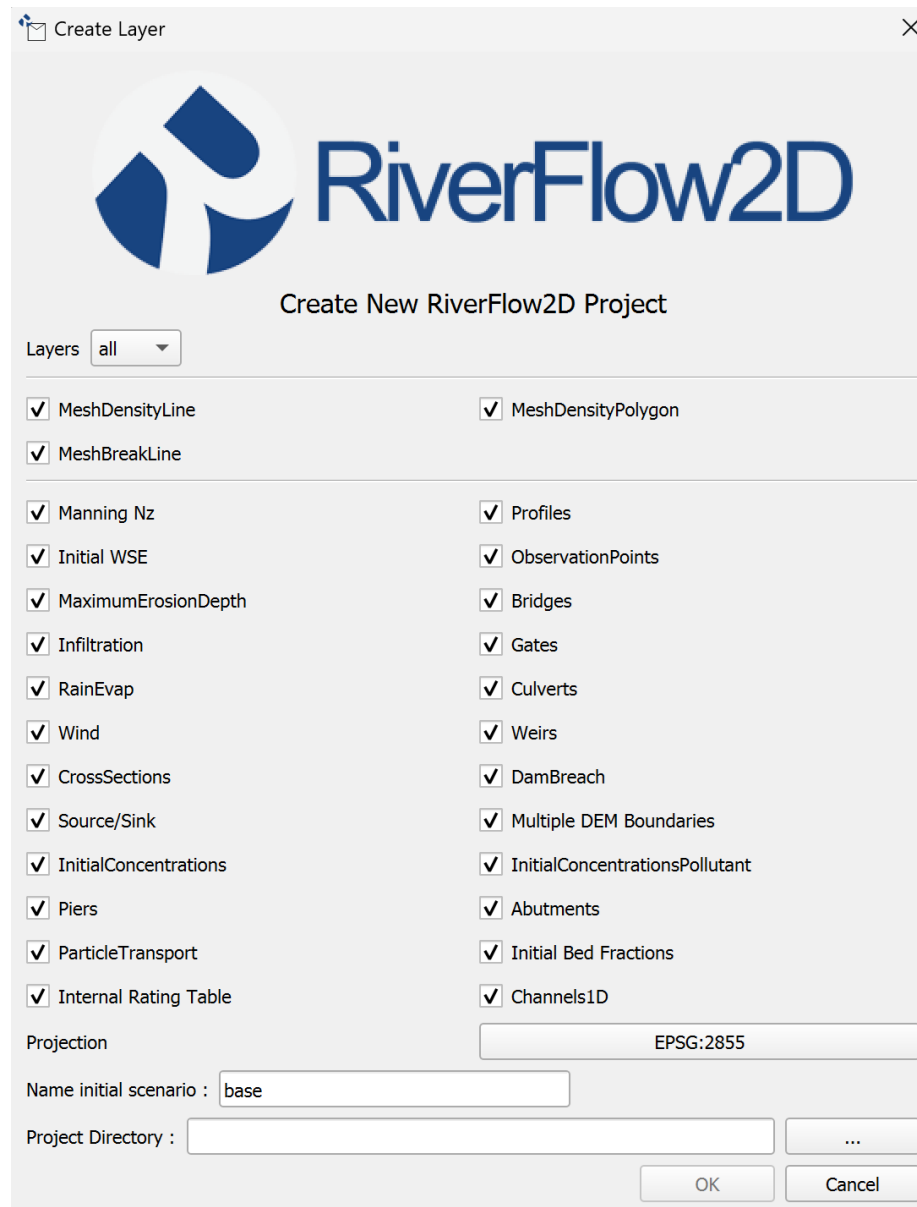 Create Layer
RiverFlow2D
Create New RiverFlow2D Project
Layers all
MeshDensityLine MeshDensityPolygon
MeshBreakLine
Manning Nz Profiles
Initial WSE ObservationPoints
MaximumErosionDepth Bridges
Infiltration Gates
RainEvap Culverts
Wind Weirs
CrossSections DamBreach
Source/Sink Multiple DEM Boundaries
InitialConcentrations InitialConcentrationsPollutant
Piers Abutments
ParticleTransport Initial Bed Fractions
Internal Rating Table Channels1D
Projection EPSG:2855
Name initial scenario : base
Project Directory : ...
OK Cancel